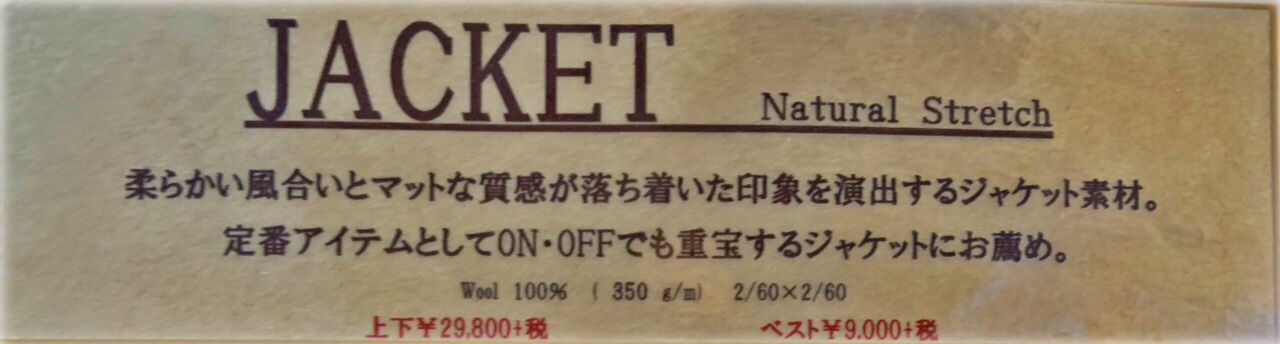 JACKET Natural Stretch
柔らかい風合いとマットな質感が落ち着いた印象を演出するジャケット素材。
定番アイテムとしてON・OFFでも重宝するジャケットにお薦め。
Wool 100% ( 350 g/m) 2/60×2/60
上下￥29,800+税 ベスト￥9,000+税